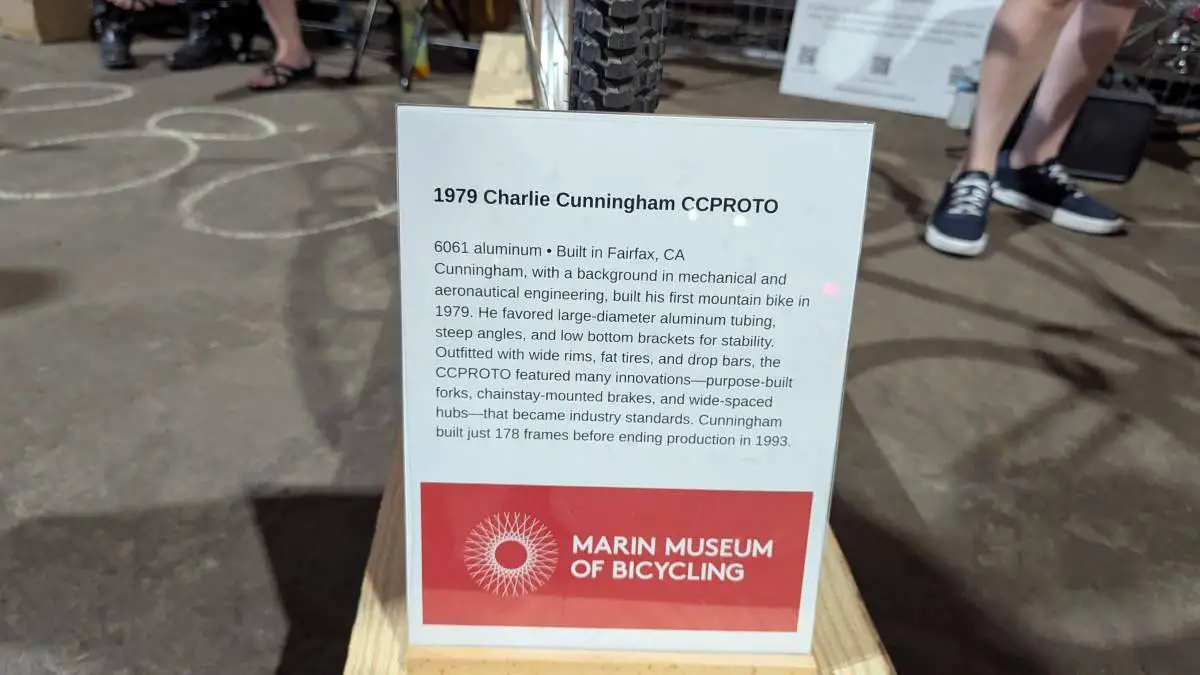 1979 Charlie Cunningham CCPROTO
6061 aluminum • Built in Fairfax, CA
Cunningham, with a background in mechanical and
aeronautical engineering, built his first mountain bike in
1979. He favored large-diameter aluminum tubing,
steep angles, and low bottom brackets for stability.
Outfitted with wide rims, fat tires, and drop bars, the
CCPROTO featured many innovations—purpose-built
forks, chainstay-mounted brakes, and wide-spaced
hubs—that became industry standards. Cunningham
built just 178 frames before ending production in 1993.
MARIN MUSEUM
OF BICYCLING